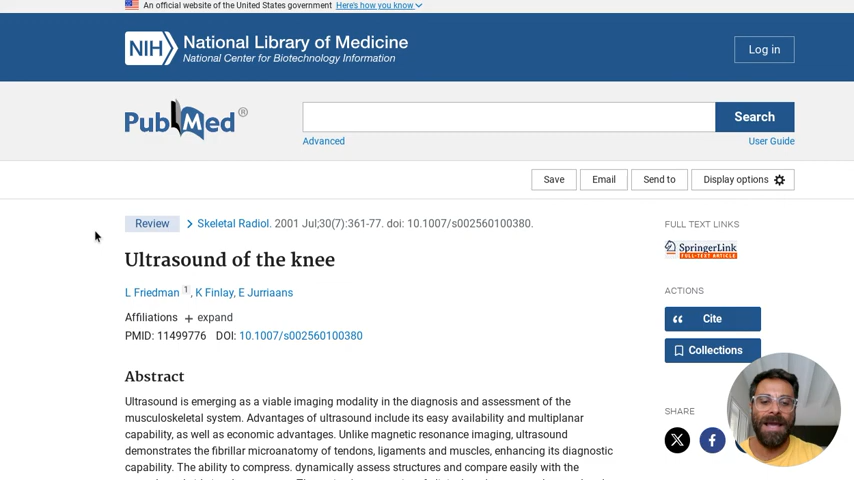 An official website of the United States government Here's how you know
NIH National Library of Medicine
National Center for Biotechnology Information
Log in
PubMed®
Search
Advanced
User Guide
Save
Email
Send to
Display options
Review
Skeletal Radiol. 2001 Jul;30(7):361-77. doi: 10.1007/s002560100380.
Ultrasound of the knee
L Friedman 1, K Finlay, E Jurriaans
Affiliations + expand
PMID: 11499776 DOI: 10.1007/s002560100380
Abstract
Ultrasound is emerging as a viable imaging modality in the diagnosis and assessment of the
musculoskeletal system. Advantages of ultrasound include its easy availability and multiplanar
capability, as well as economic advantages. Unlike magnetic resonance imaging, ultrasound
demonstrates the fibrillar microanatomy of tendons, ligaments and muscles, enhancing its diagnostic
capability. The ability to compress. dynamically assess structures and compare easily with the
FULL TEXT LINKS
SpringerLink
FULL-TEXT ARTICLE
ACTIONS
Cite
Collections
SHARE